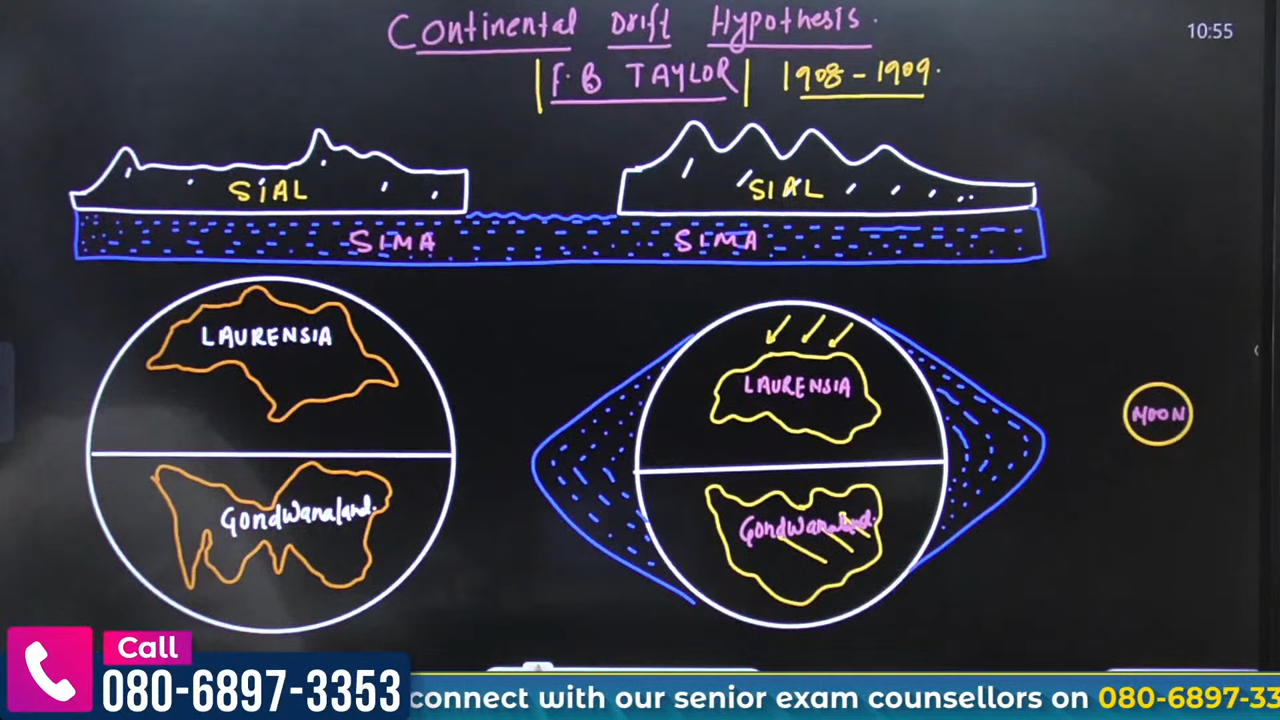 Continental Drift Hypothesis.
10:55
F.B TAYLOR 1908-1909.
SIAL SIAL
SIMA SIMA
LAURENSIA
LAURENSIA
MOON
Gondwanaland.
Gondwanaland.
Call
080-6897-3353
connect with our senior exam counsellors on 080-6897-33